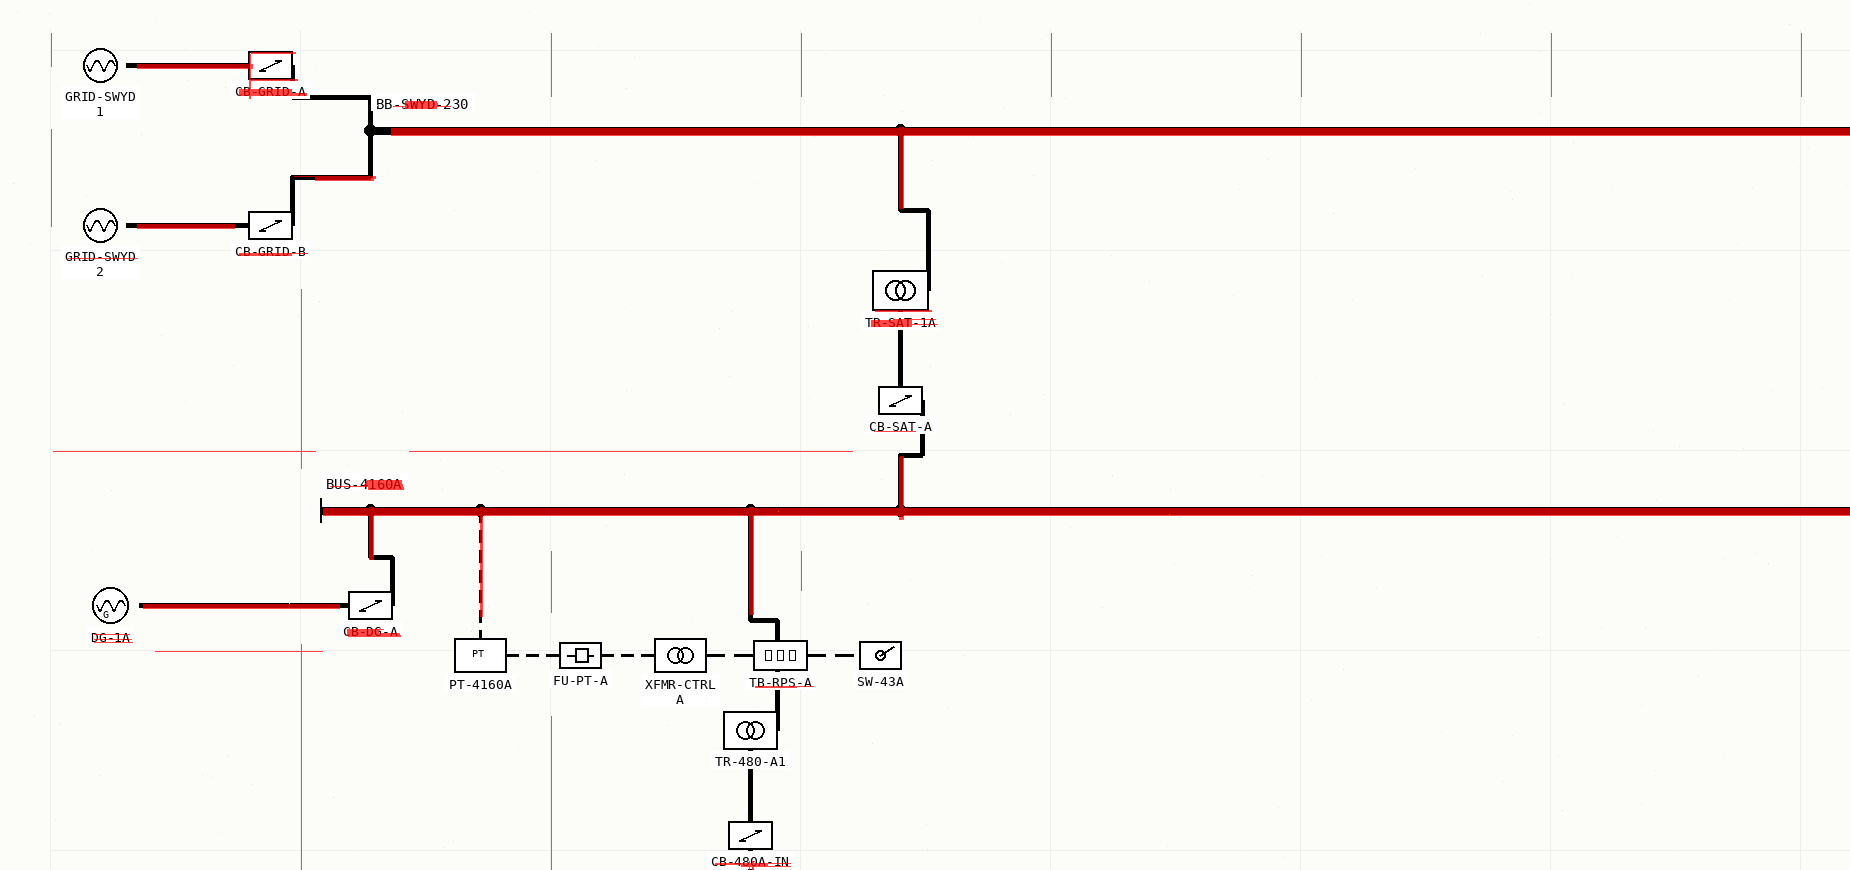 CB-GRID-A
GRID-SWYD
1
BB-SWYD-230
CB-GRID-B
GRID-SWYD
2
TR-SAT-1A
CB-SAT-A
BUS-4160A
G
DG-1A
CB-DG-A
PT
PT-4160A
FU-PT-A
XFMR-CTRL
A
TB-RPS-A
SW-43A
TR-480-A1
CB-480A-IN